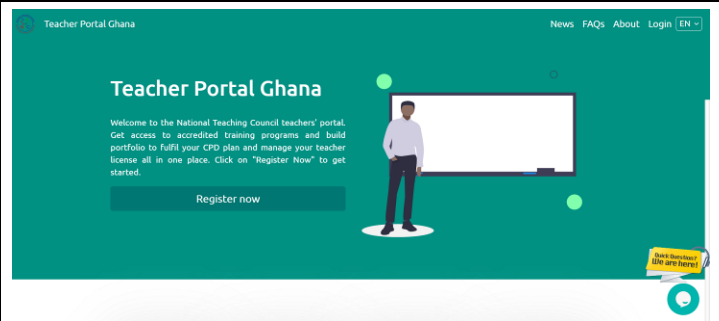 Teacher Portal Ghana
News FAQs About Login EN
Teacher Portal Ghana
Welcome to the National Teaching Council teachers' portal.
Get access to accredited training programs and build
portfolio to fulfil your CPD plan and manage your teacher
license all in one place. Click on "Register Now" to get
started.
Register now
Quick Question?
We are here!